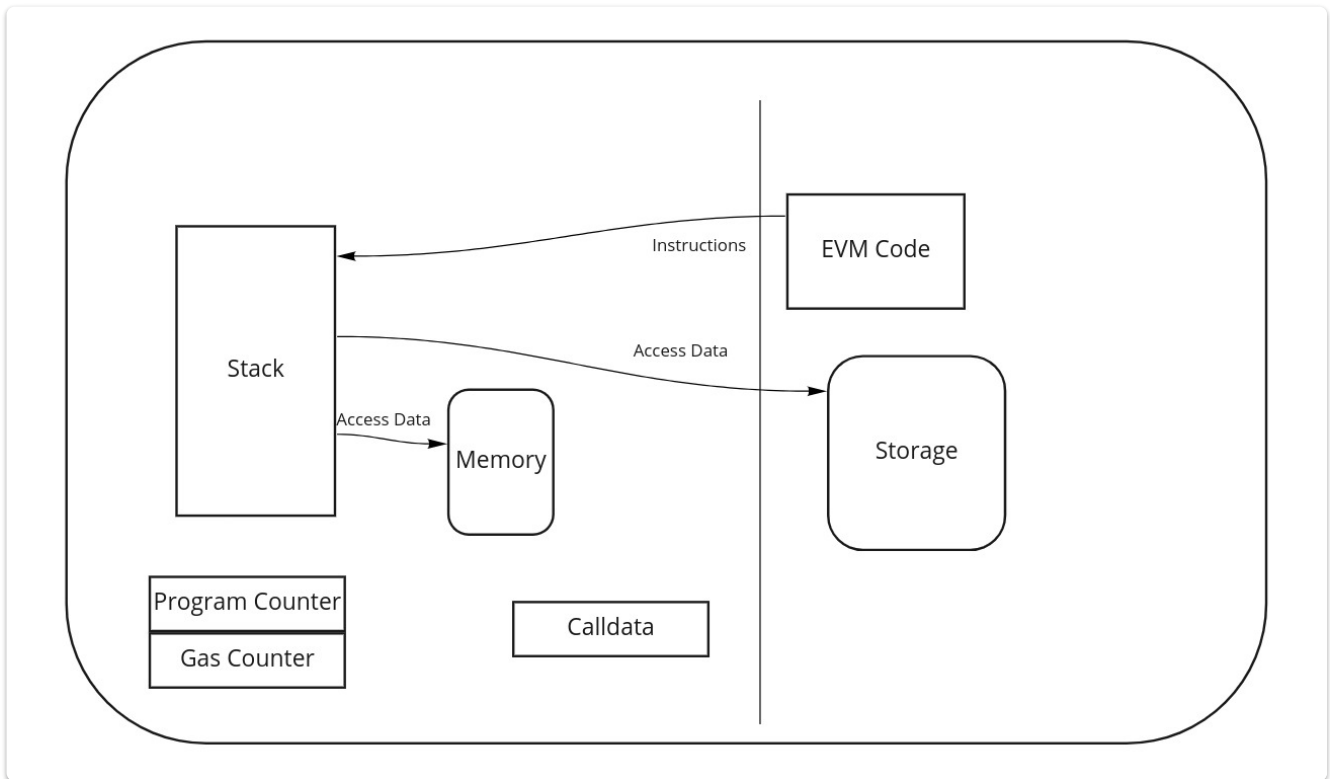 Instructions
EVM Code
Stack
Access Data
Access Data
Memory
Storage
Program Counter
Gas Counter
Calldata